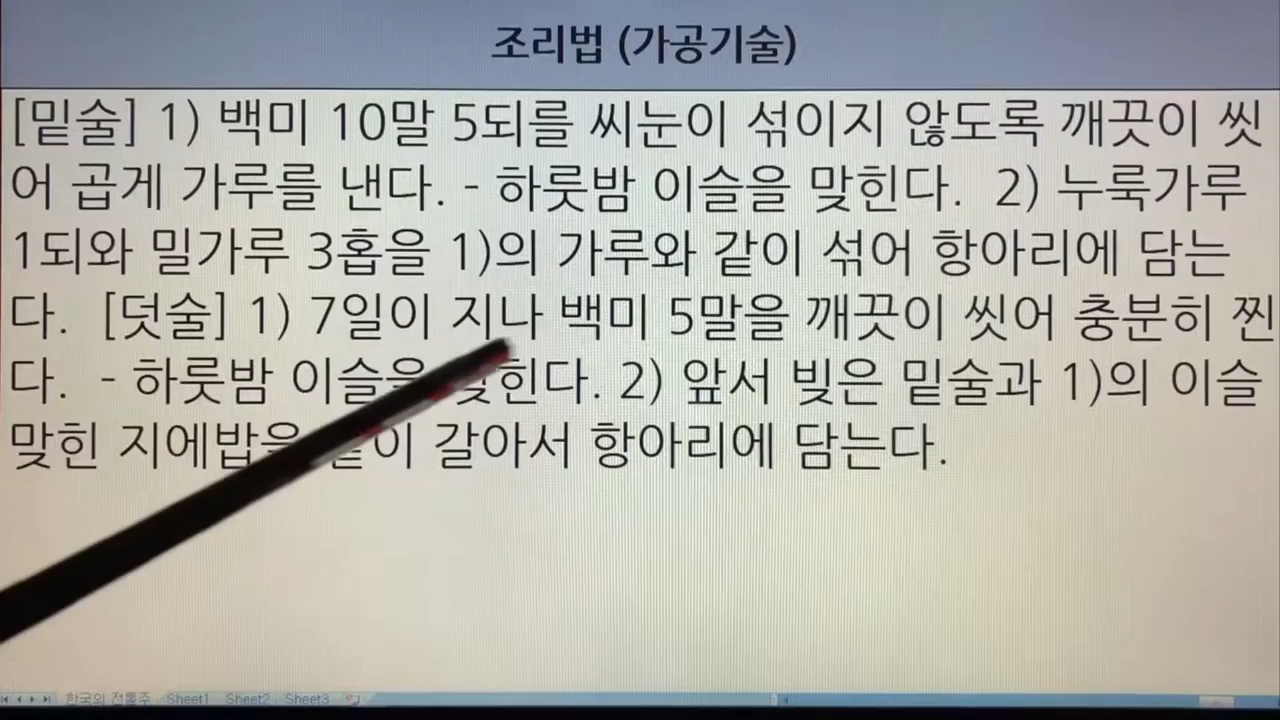 조리법 (가공기술)
[밑술] 1) 백미 10말 5되를 씨눈이 섞이지 않도록 깨끗이 씻
어 곱게 가루를 낸다. - 하룻밤 이슬을 맞힌다. 2) 누룩가루
1되와 밀가루 3홉을 1)의 가루와 같이 섞어 항아리에 담는
다. [덧술] 1) 7일이 지나 백미 5말을 깨끗이 씻어 충분히 찐
다. - 하룻밤 이슬을 맞힌다. 2) 앞서 빚은 밑술과 1)의 이슬
맞힌 지에밥을 갈아서 항아리에 담는다.
한국의 전통주 Sheet1 Sheet2 Sheet3